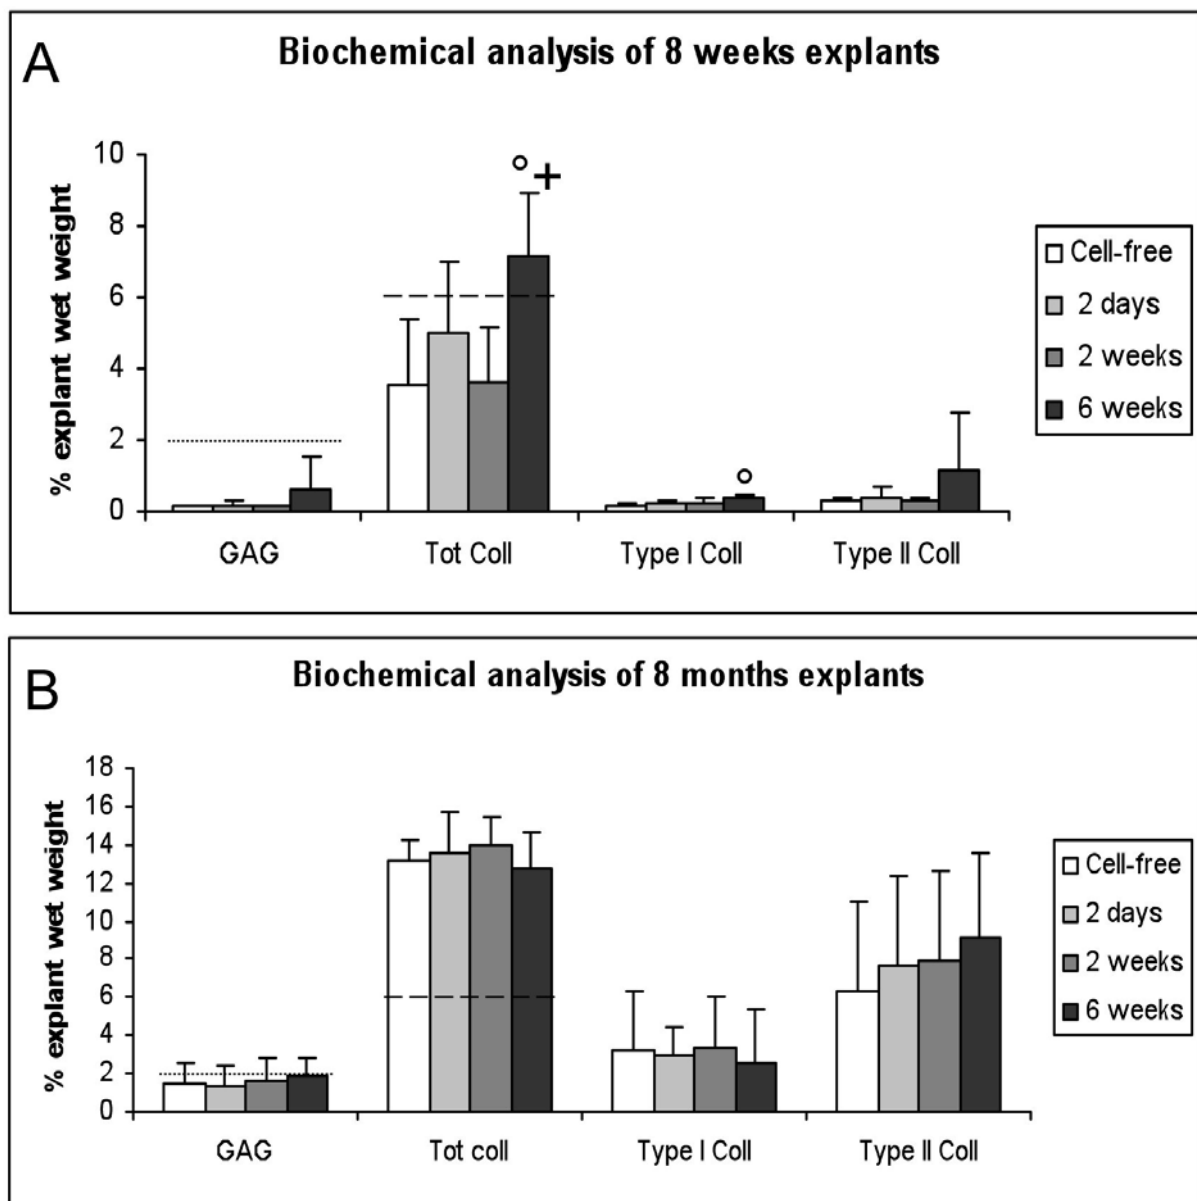 A
Biochemical analysis of 8 weeks explants
% explant wet weight
10
8
6
4
2
0
GAG
Tot Coll
Type I Coll
Type II Coll
Cell-free
2 days
2 weeks
6 weeks
B
Biochemical analysis of 8 months explants
% explant wet weight
18
16
14
12
10
8
6
4
2
0
GAG
Tot coll
Type I Coll
Type II Coll
Cell-free
2 days
2 weeks
6 weeks